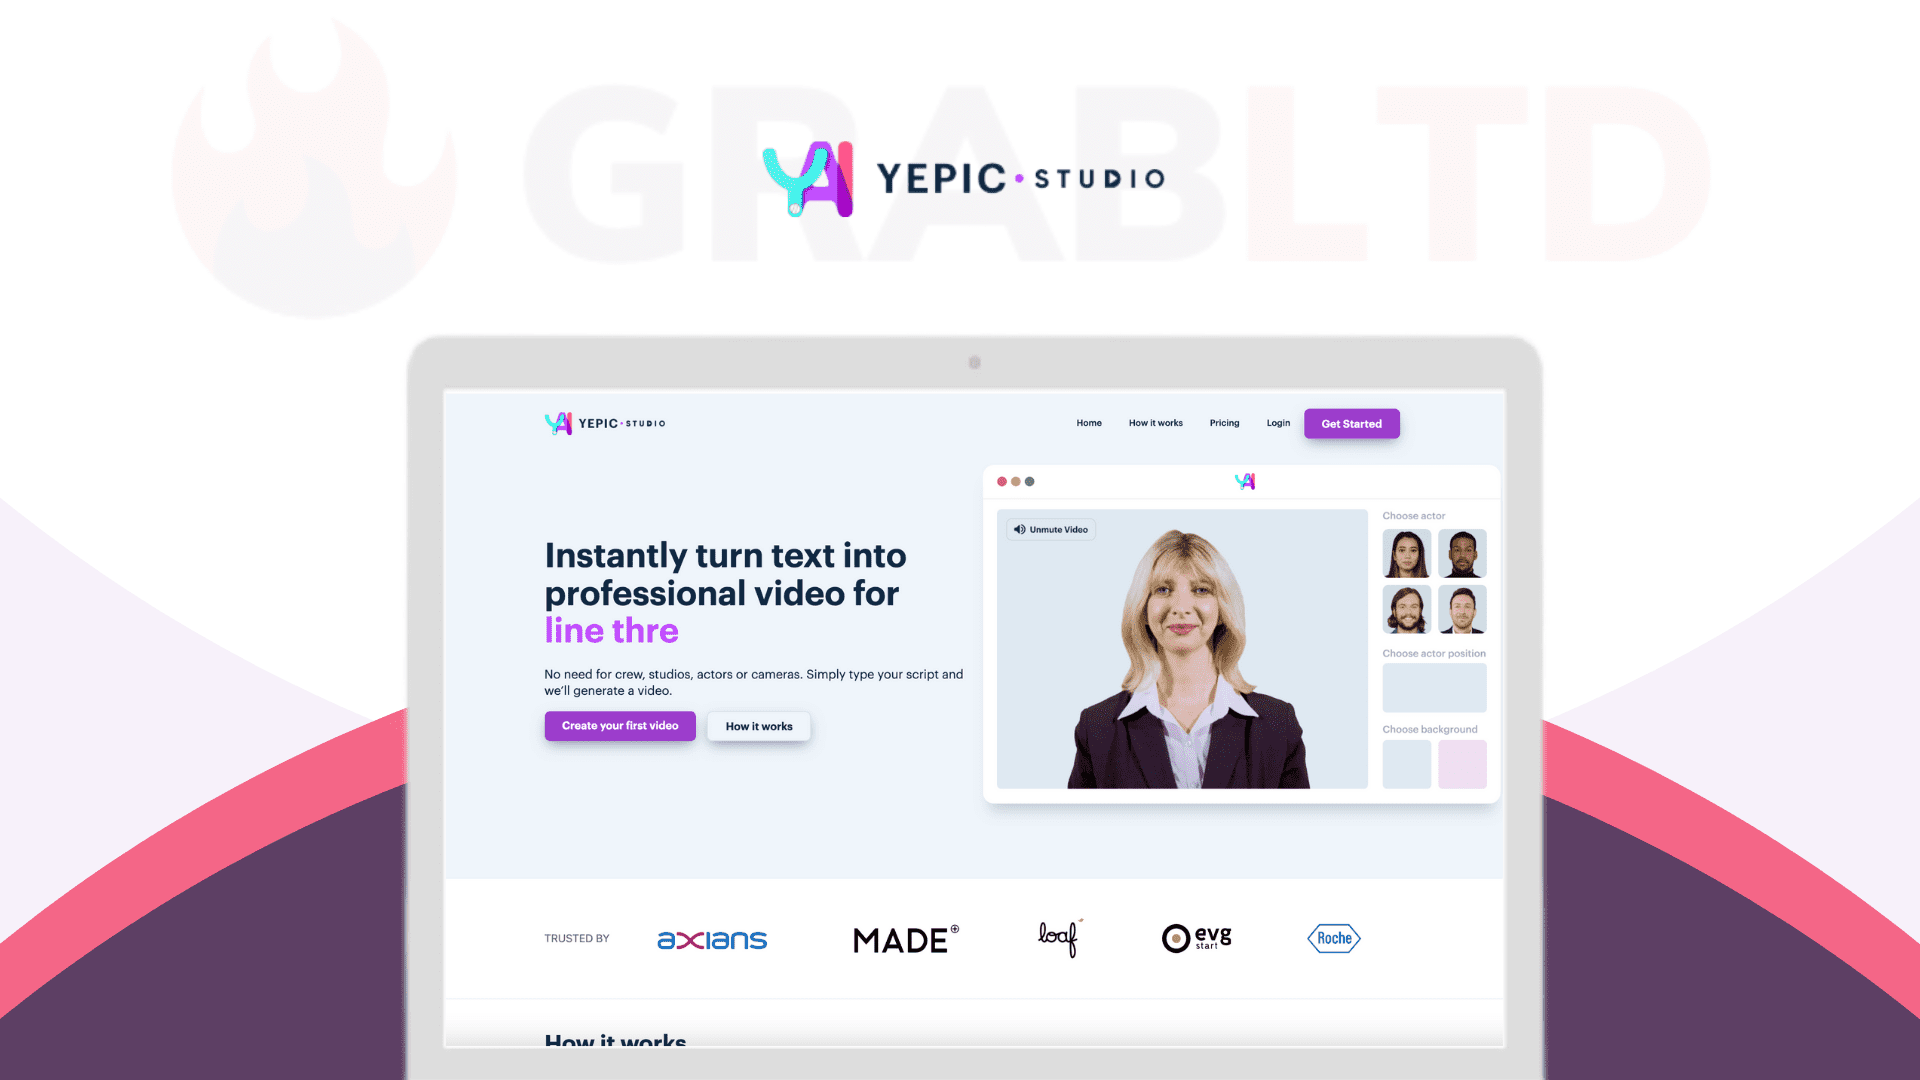 GRABLTD
YEPIC • STUDIO
YEPIC • STUDIO
Home
How it works
Pricing
Login
Get Started
Unmute Video
Choose actor
Choose actor position
Choose background
Instantly turn text into
professional video for
line thre
No need for crew, studios, actors or cameras. Simply type your script and
we'll generate a video.
Create your first video
How it works
TRUSTED BY
axians
MADE
loaf
evg
start
Roche
How it works